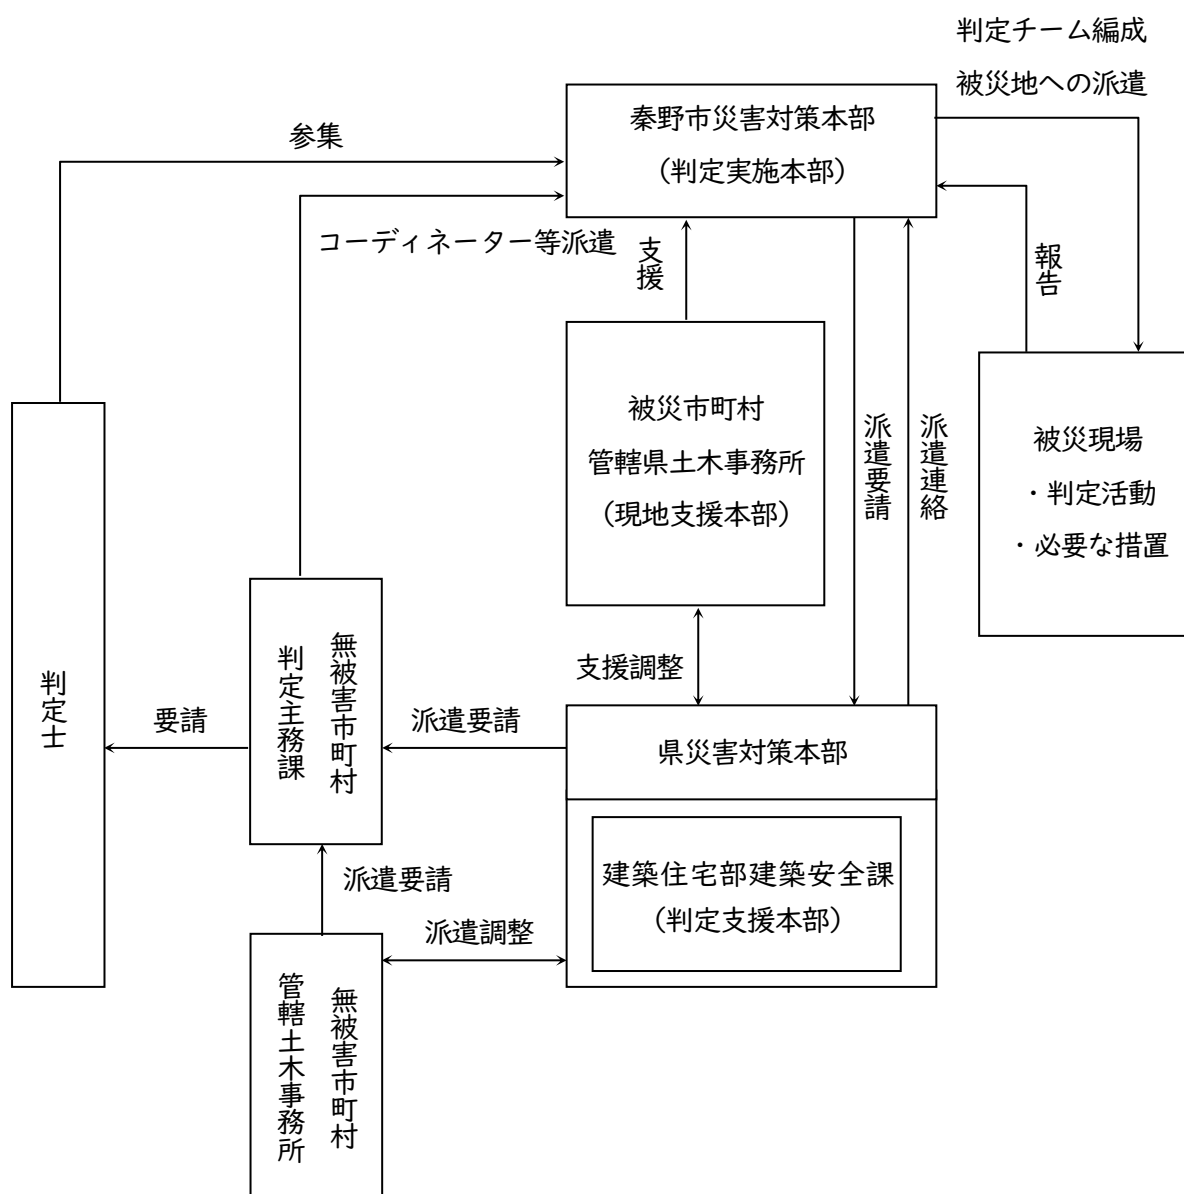 判定チーム編成
被災地への派遣
秦野市災害対策本部
（判定実施本部）
参集
コーディネーター等派遣
支援
報告
被災市町村
管轄県土木事務所
（現地支援本部）
派遣要請
派遣連絡
被災現場
・判定活動
・必要な措置
支援調整
判定士
要請
無被害市町村
判定主務課
派遣要請
県災害対策本部
建築住宅部建築安全課
（判定支援本部）
派遣要請
派遣調整
無被害市町村
管轄土木事務所